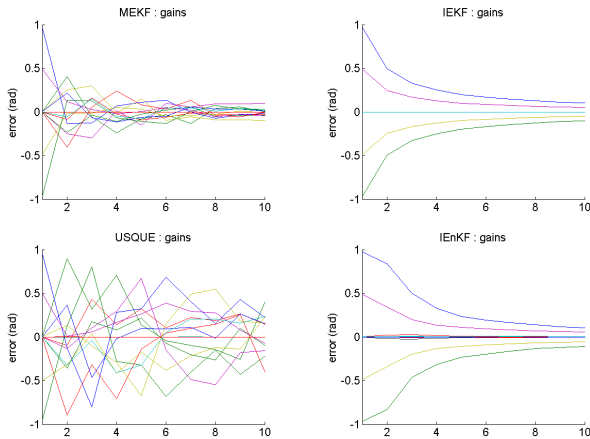 MEKF : gains
IEKF : gains
1
0.5
0
-0.5
-1
error (rad)
2 4 6 8 10
1
0.5
0
-0.5
-1
error (rad)
2 4 6 8 10
USQUE : gains
IEnKF : gains
1
0.5
0
-0.5
-1
error (rad)
2 4 6 8 10
1
0.5
0
-0.5
-1
error (rad)
2 4 6 8 10